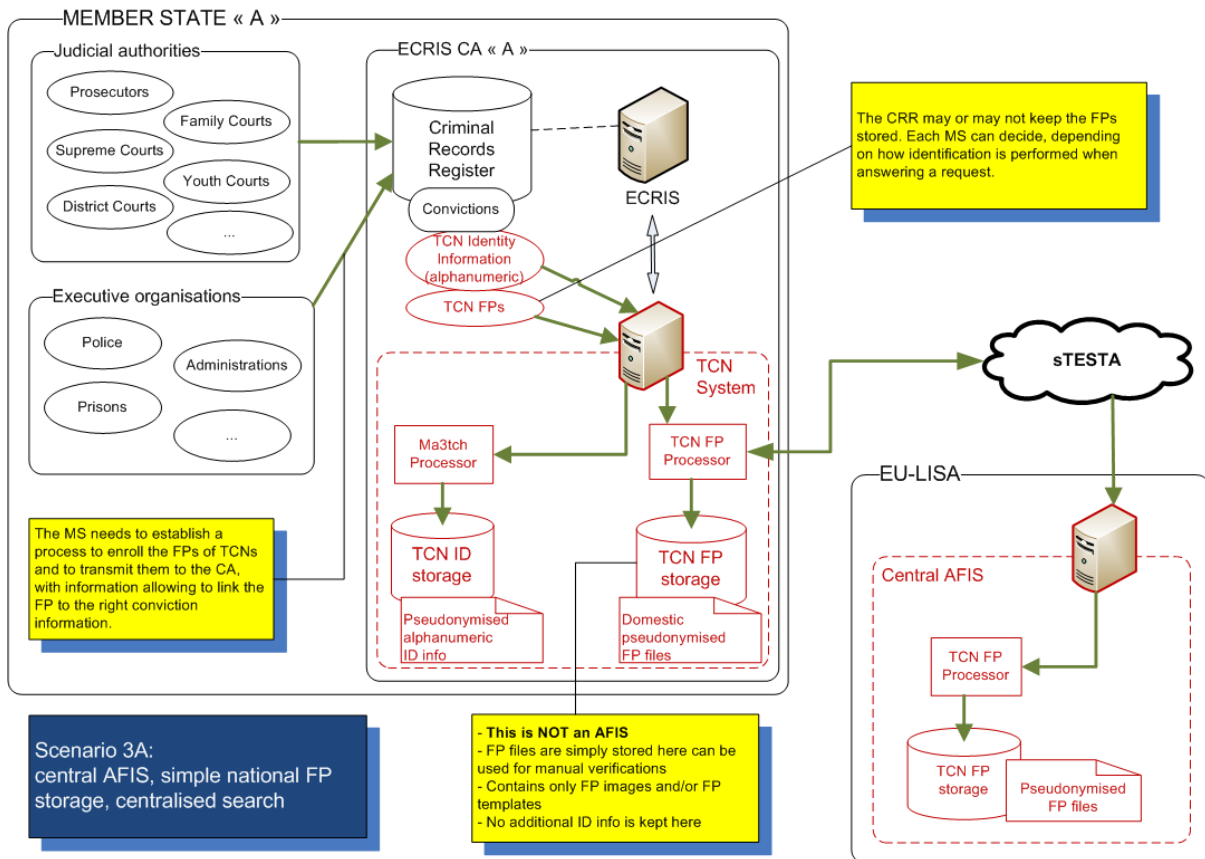 MEMBER STATE « A »
Judicial authorities
Prosecutors
Family Courts
Supreme Courts
Youth Courts
District Courts
...
Executive organisations
Police
Administrations
Prisons
...
The MS needs to establish a
process to enroll the FPs of TCNs
and to transmit them to the CA,
with information allowing to link the
FP to the right conviction
information.
ECRIS CA « A »
Criminal
Records
Register
Convictions
TCN Identity
Information
(alphanumeric)
TCN FPs
ECRIS
TCN
System
Ma3tch
Processor
TCN FP
Processor
TCN ID
storage
Pseudonymised
alphanumeric
ID info
TCN FP
storage
Domestic
pseudonymised
FP files
The CRR may or may not keep the FPs
stored. Each MS can decide, depending
on how identification is performed when
answering a request.
sTESTA
EU-LISA
Central AFIS
TCN FP
Processor
TCN FP
storage
Pseudonymised
FP files
Scenario 3A:
central AFIS, simple national FP
storage, centralised search
- This is NOT an AFIS
- FP files are simply stored here can be
used for manual verifications
- Contains only FP images and/or FP
templates
- No additional ID info is kept here